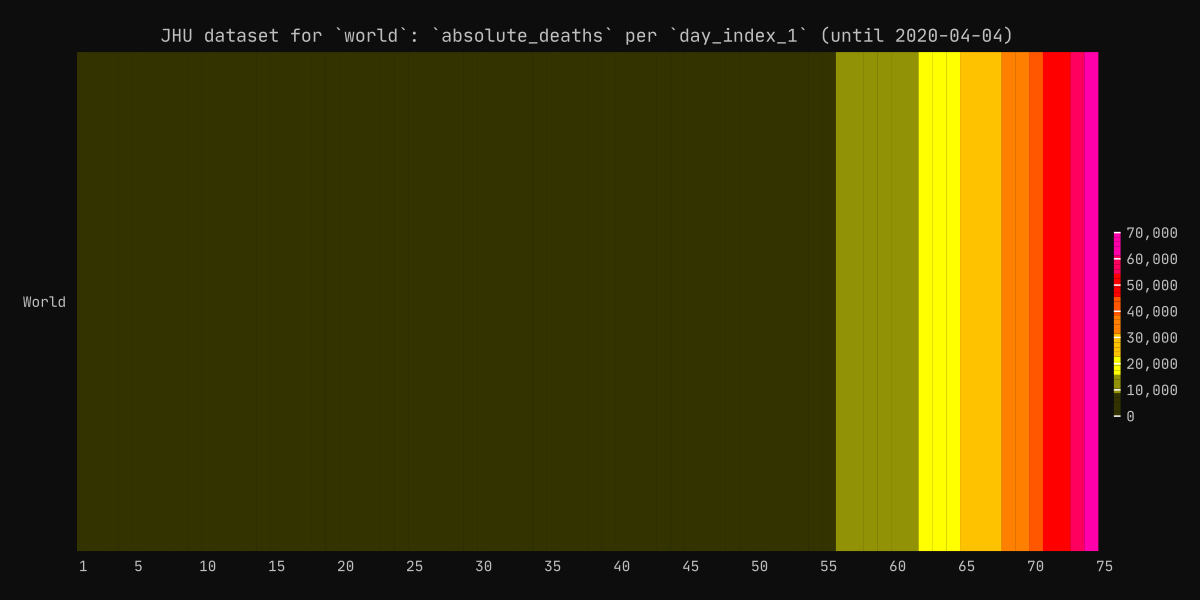 JHU dataset for `world`: `absolute_deaths` per `day_index_1` (until 2020-04-04)
World
70,000
60,000
50,000
40,000
30,000
20,000
10,000
0
1 5 10 15 20 25 30 35 40 45 50 55 60 65 70 75